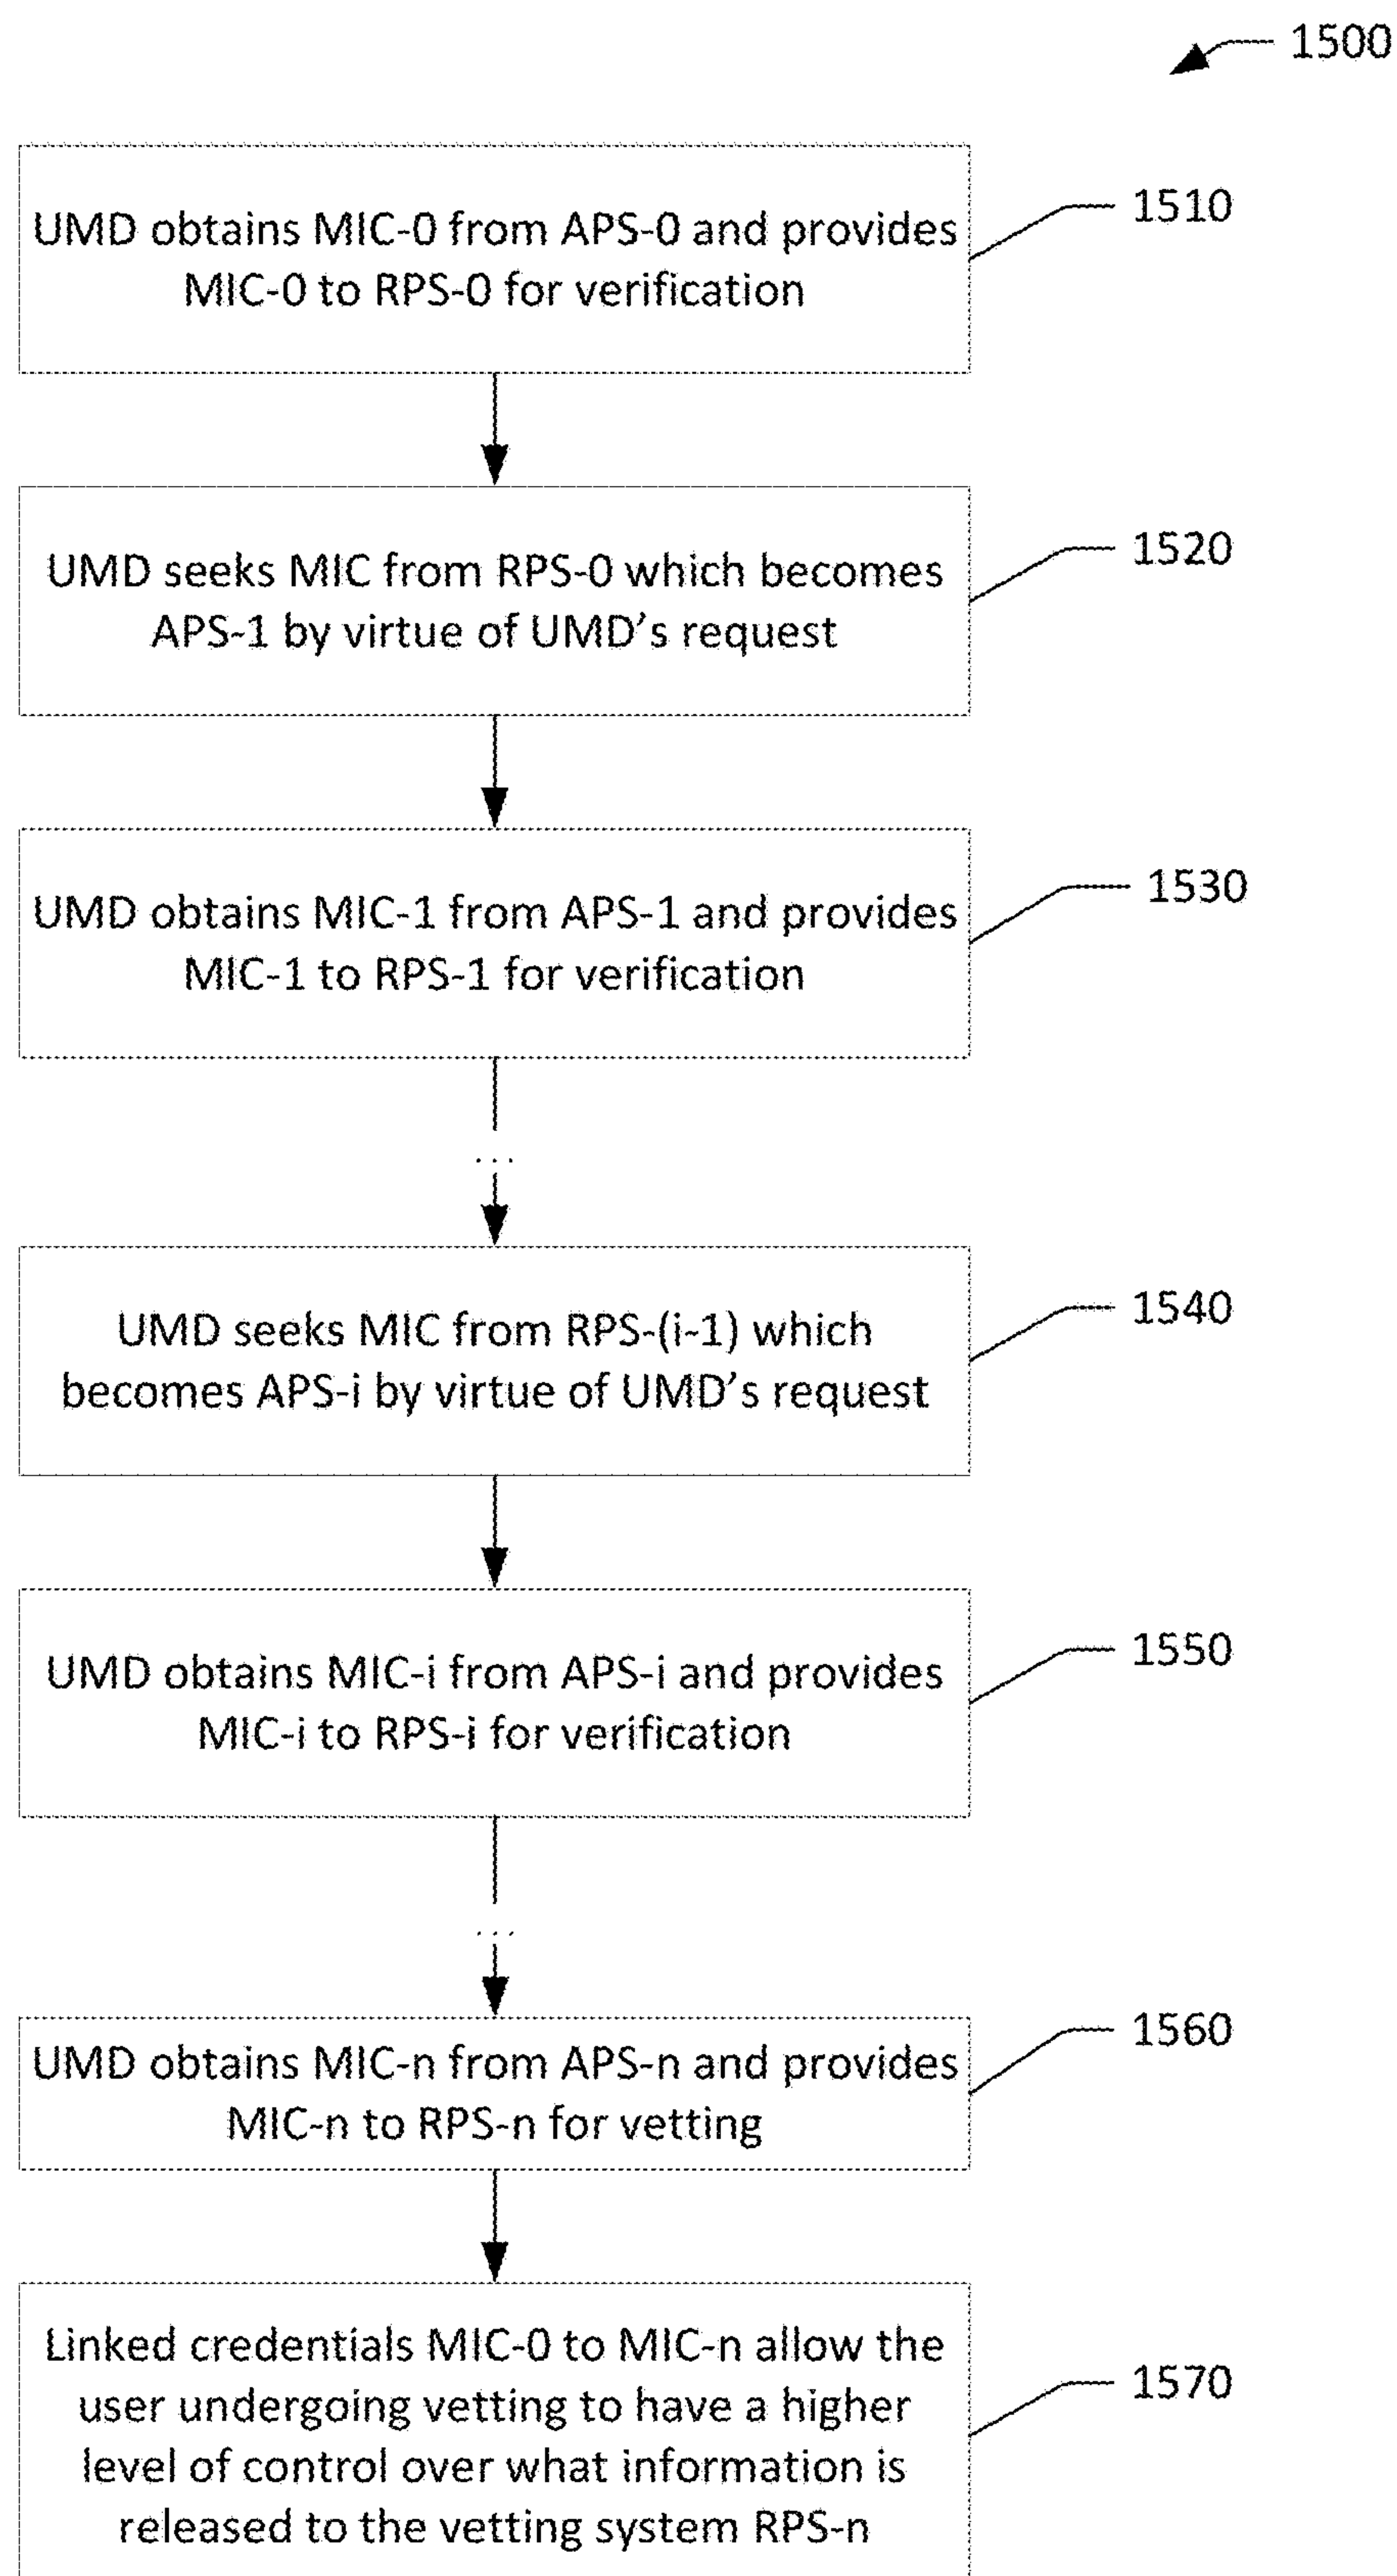 1500
UMD obtains MIC-0 from APS-0 and provides
MIC-0 to RPS-0 for verification
1510
UMD seeks MIC from RPS-0 which becomes
APS-1 by virtue of UMD’s request
1520
UMD obtains MIC-1 from APS-1 and provides
MIC-1 to RPS-1 for verification
1530
...
UMD seeks MIC from RPS-(i-1) which
becomes APS-i by virtue of UMD’s request
1540
UMD obtains MIC-i from APS-i and provides
MIC-i to RPS-i for verification
1550
...
UMD obtains MIC-n from APS-n and provides
MIC-n to RPS-n for vetting
1560
Linked credentials MIC-0 to MIC-n allow the
user undergoing vetting to have a higher
level of control over what information is
released to the vetting system RPS-n
1570